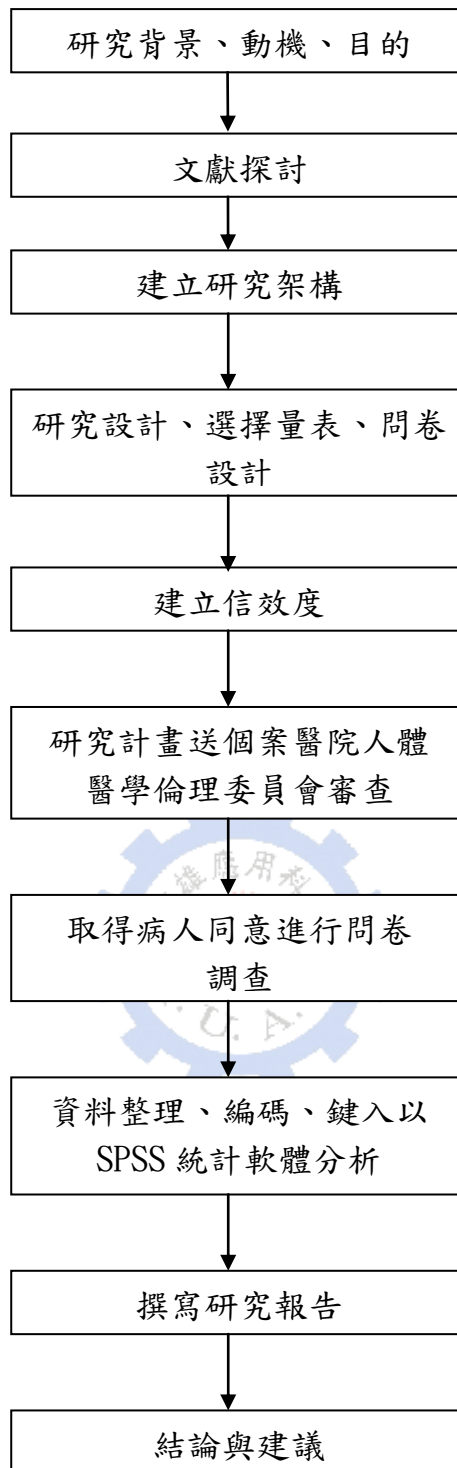 研究背景、動機、目的
文獻探討
建立研究架構
研究設計、選擇量表、問卷
設計
建立信效度
研究計畫送個案醫院人體
醫學倫理委員會審查
雄應用科
取得病人同意進行問卷
調查
.U.A.
資料整理、編碼、鍵入以
SPSS 統計軟體分析
撰寫研究報告
結論與建議